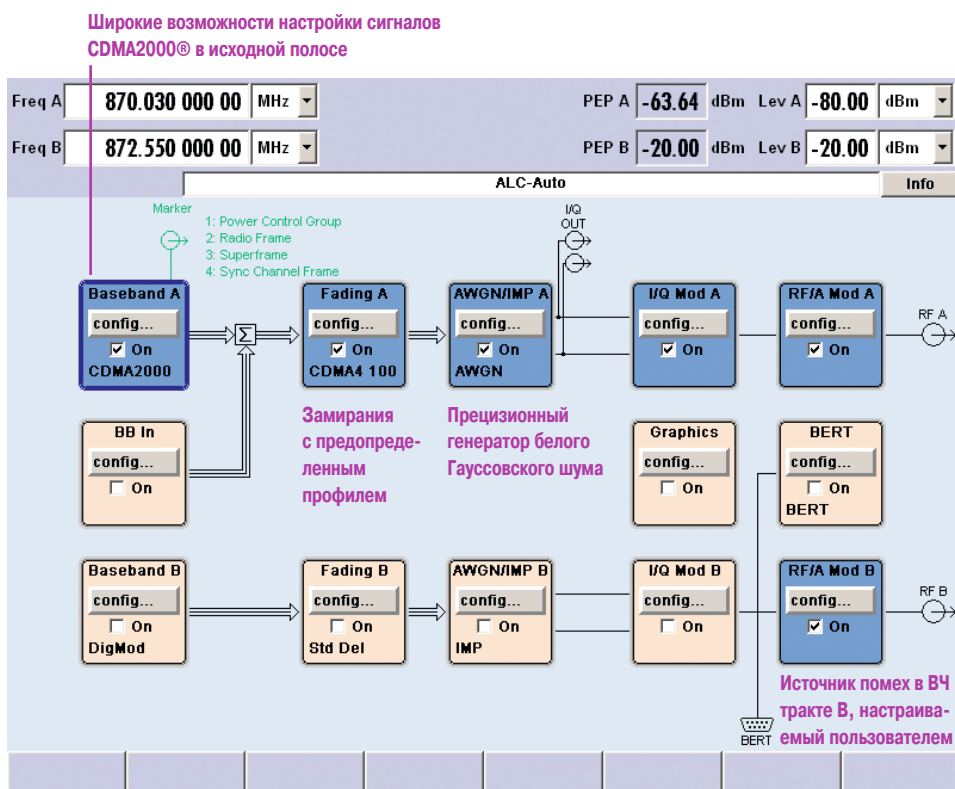 Широкие возможности настройки сигналов
CDMA2000® в исходной полосе
Freq A 870.030 000 00 MHz PEP A -63.64 dBm Lev A -80.00 dBm
Freq B 872.550 000 00 MHz PEP B -20.00 dBm Lev B -20.00 dBm
ALC-Auto Info
Marker
1: Power Control Group
2: Radio Frame
3: Superframe
4: Sync Channel Frame
I/Q
OUT
Baseband A
config...
On
CDMA2000
Σ
Fading A
config...
On
CDMA4 100
AWGN/IMP A
config...
On
AWGN
I/Q Mod A
config...
On
RF/A Mod A
config...
On
RF A
Замирания
с предопреде-
ленным
профилем
Прецизионный
генератор белого
Гауссовского шума
BB In
config...
On
Graphics
config...
On
BERT
config...
On
BERT
Baseband B
config...
On
DigMod
Fading B
config...
On
Std Del
AWGN/IMP B
config...
On
IMP
I/Q Mod B
config...
On
RF/A Mod B
config...
On
RF B
BERT
Источник помех в ВЧ
тракте В, настраива-
емый пользователем